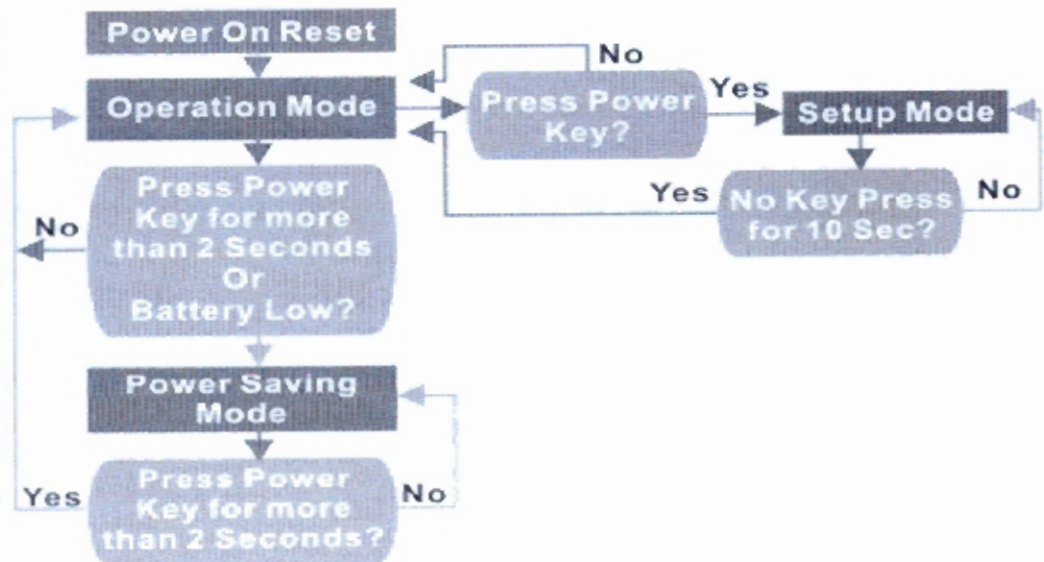 Power On Reset
No
Operation Mode
Press Power
Key?
Yes
Setup Mode
Press Power
Key for more
than 2 Seconds
Or
Battery Low?
No
Yes
No Key Press
for 10 Sec?
No
Power Saving
Mode
Press Power
Key for more
than 2 Seconds?
Yes
No